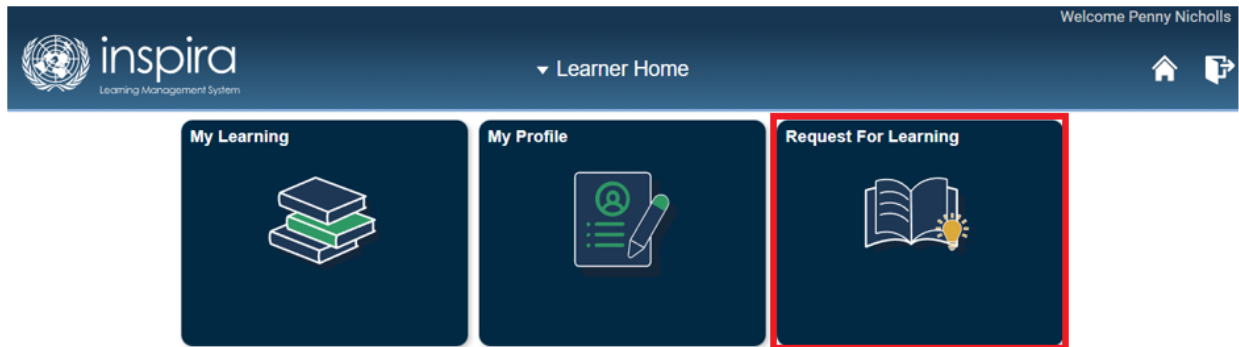 Welcome Penny Nicholls
inspira
Learning Management System
Learner Home
My Learning
My Profile
Request For Learning